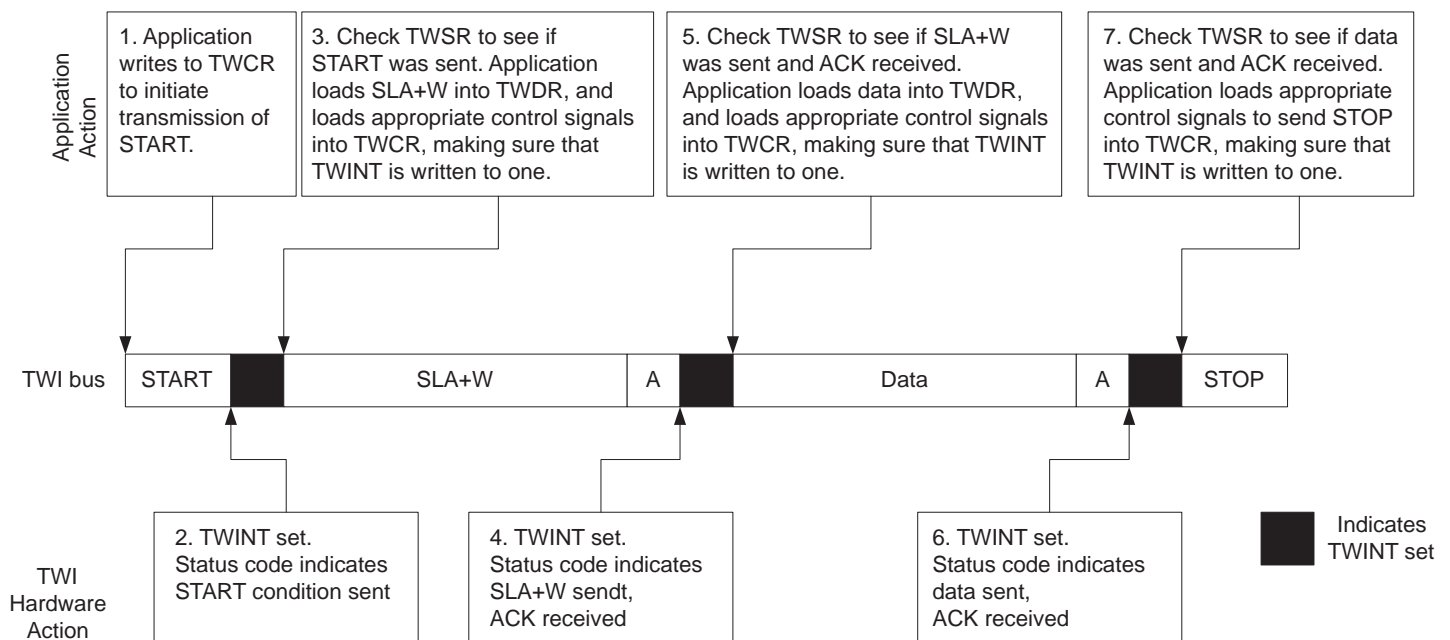 Application
Action
1. Application
writes to TWCR
to initiate
transmission of
START.
3. Check TWSR to see if
START was sent. Application
loads SLA+W into TWDR, and
loads appropriate control signals
into TWCR, making sure that
TWINT is written to one.
5. Check TWSR to see if SLA+W
was sent and ACK received.
Application loads data into TWDR,
and loads appropriate control signals
into TWCR, making sure that TWINT
is written to one.
7. Check TWSR to see if data
was sent and ACK received.
Application loads appropriate
control signals to send STOP
into TWCR, making sure that
TWINT is written to one.
TWI bus
START
SLA+W
A
Data
A
STOP
TWI
Hardware
Action
2. TWINT set.
Status code indicates
START condition sent
4. TWINT set.
Status code indicates
SLA+W sendt,
ACK received
6. TWINT set.
Status code indicates
data sent,
ACK received
Indicates
TWINT set